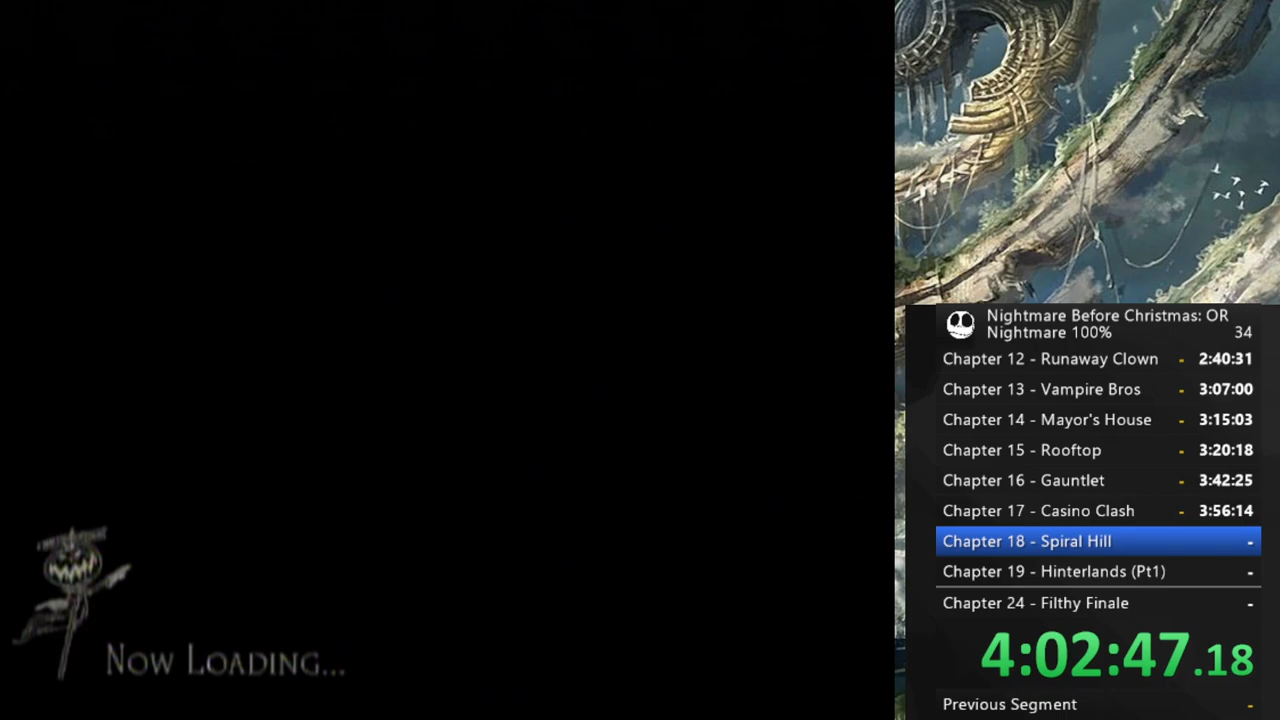 Now Loading...
Nightmare Before Christmas: OR
Nightmare 100% 34
Chapter 12 - Runaway Clown - 2:40:31
Chapter 13 - Vampire Bros - 3:07:00
Chapter 14 - Mayor's House - 3:15:03
Chapter 15 - Rooftop - 3:20:18
Chapter 16 - Gauntlet - 3:42:25
Chapter 17 - Casino Clash - 3:56:14
Chapter 18 - Spiral Hill -
Chapter 19 - Hinterlands (Pt1) -
Chapter 24 - Filthy Finale -
4:02:47.18
Previous Segment -